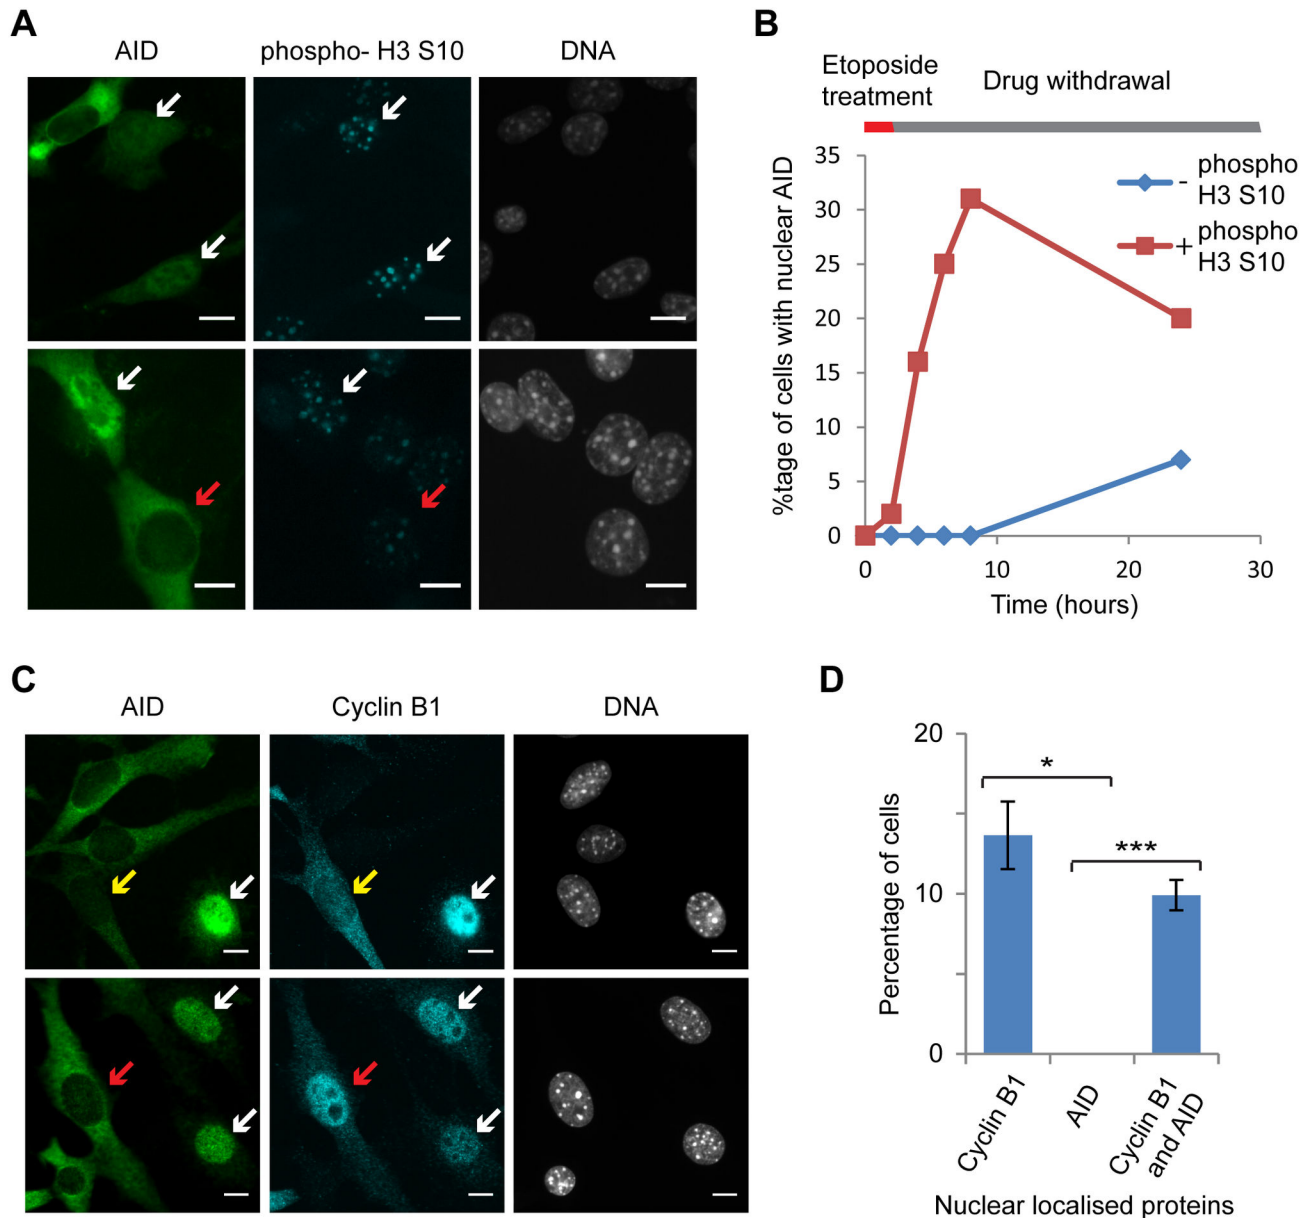 A
AID
phospho- H3 S10
DNA
B
Etoposide
treatment
Drug withdrawal
%tage of cells with nuclear AID
35
30
25
20
15
10
5
0
0
10
20
30
Time (hours)
- phospho
H3 S10
+ phospho
H3 S10
C
AID
Cyclin B1
DNA
D
Percentage of cells
20
10
0
*
***
Cyclin B1
AID
Cyclin B1
and AID
Nuclear localised proteins